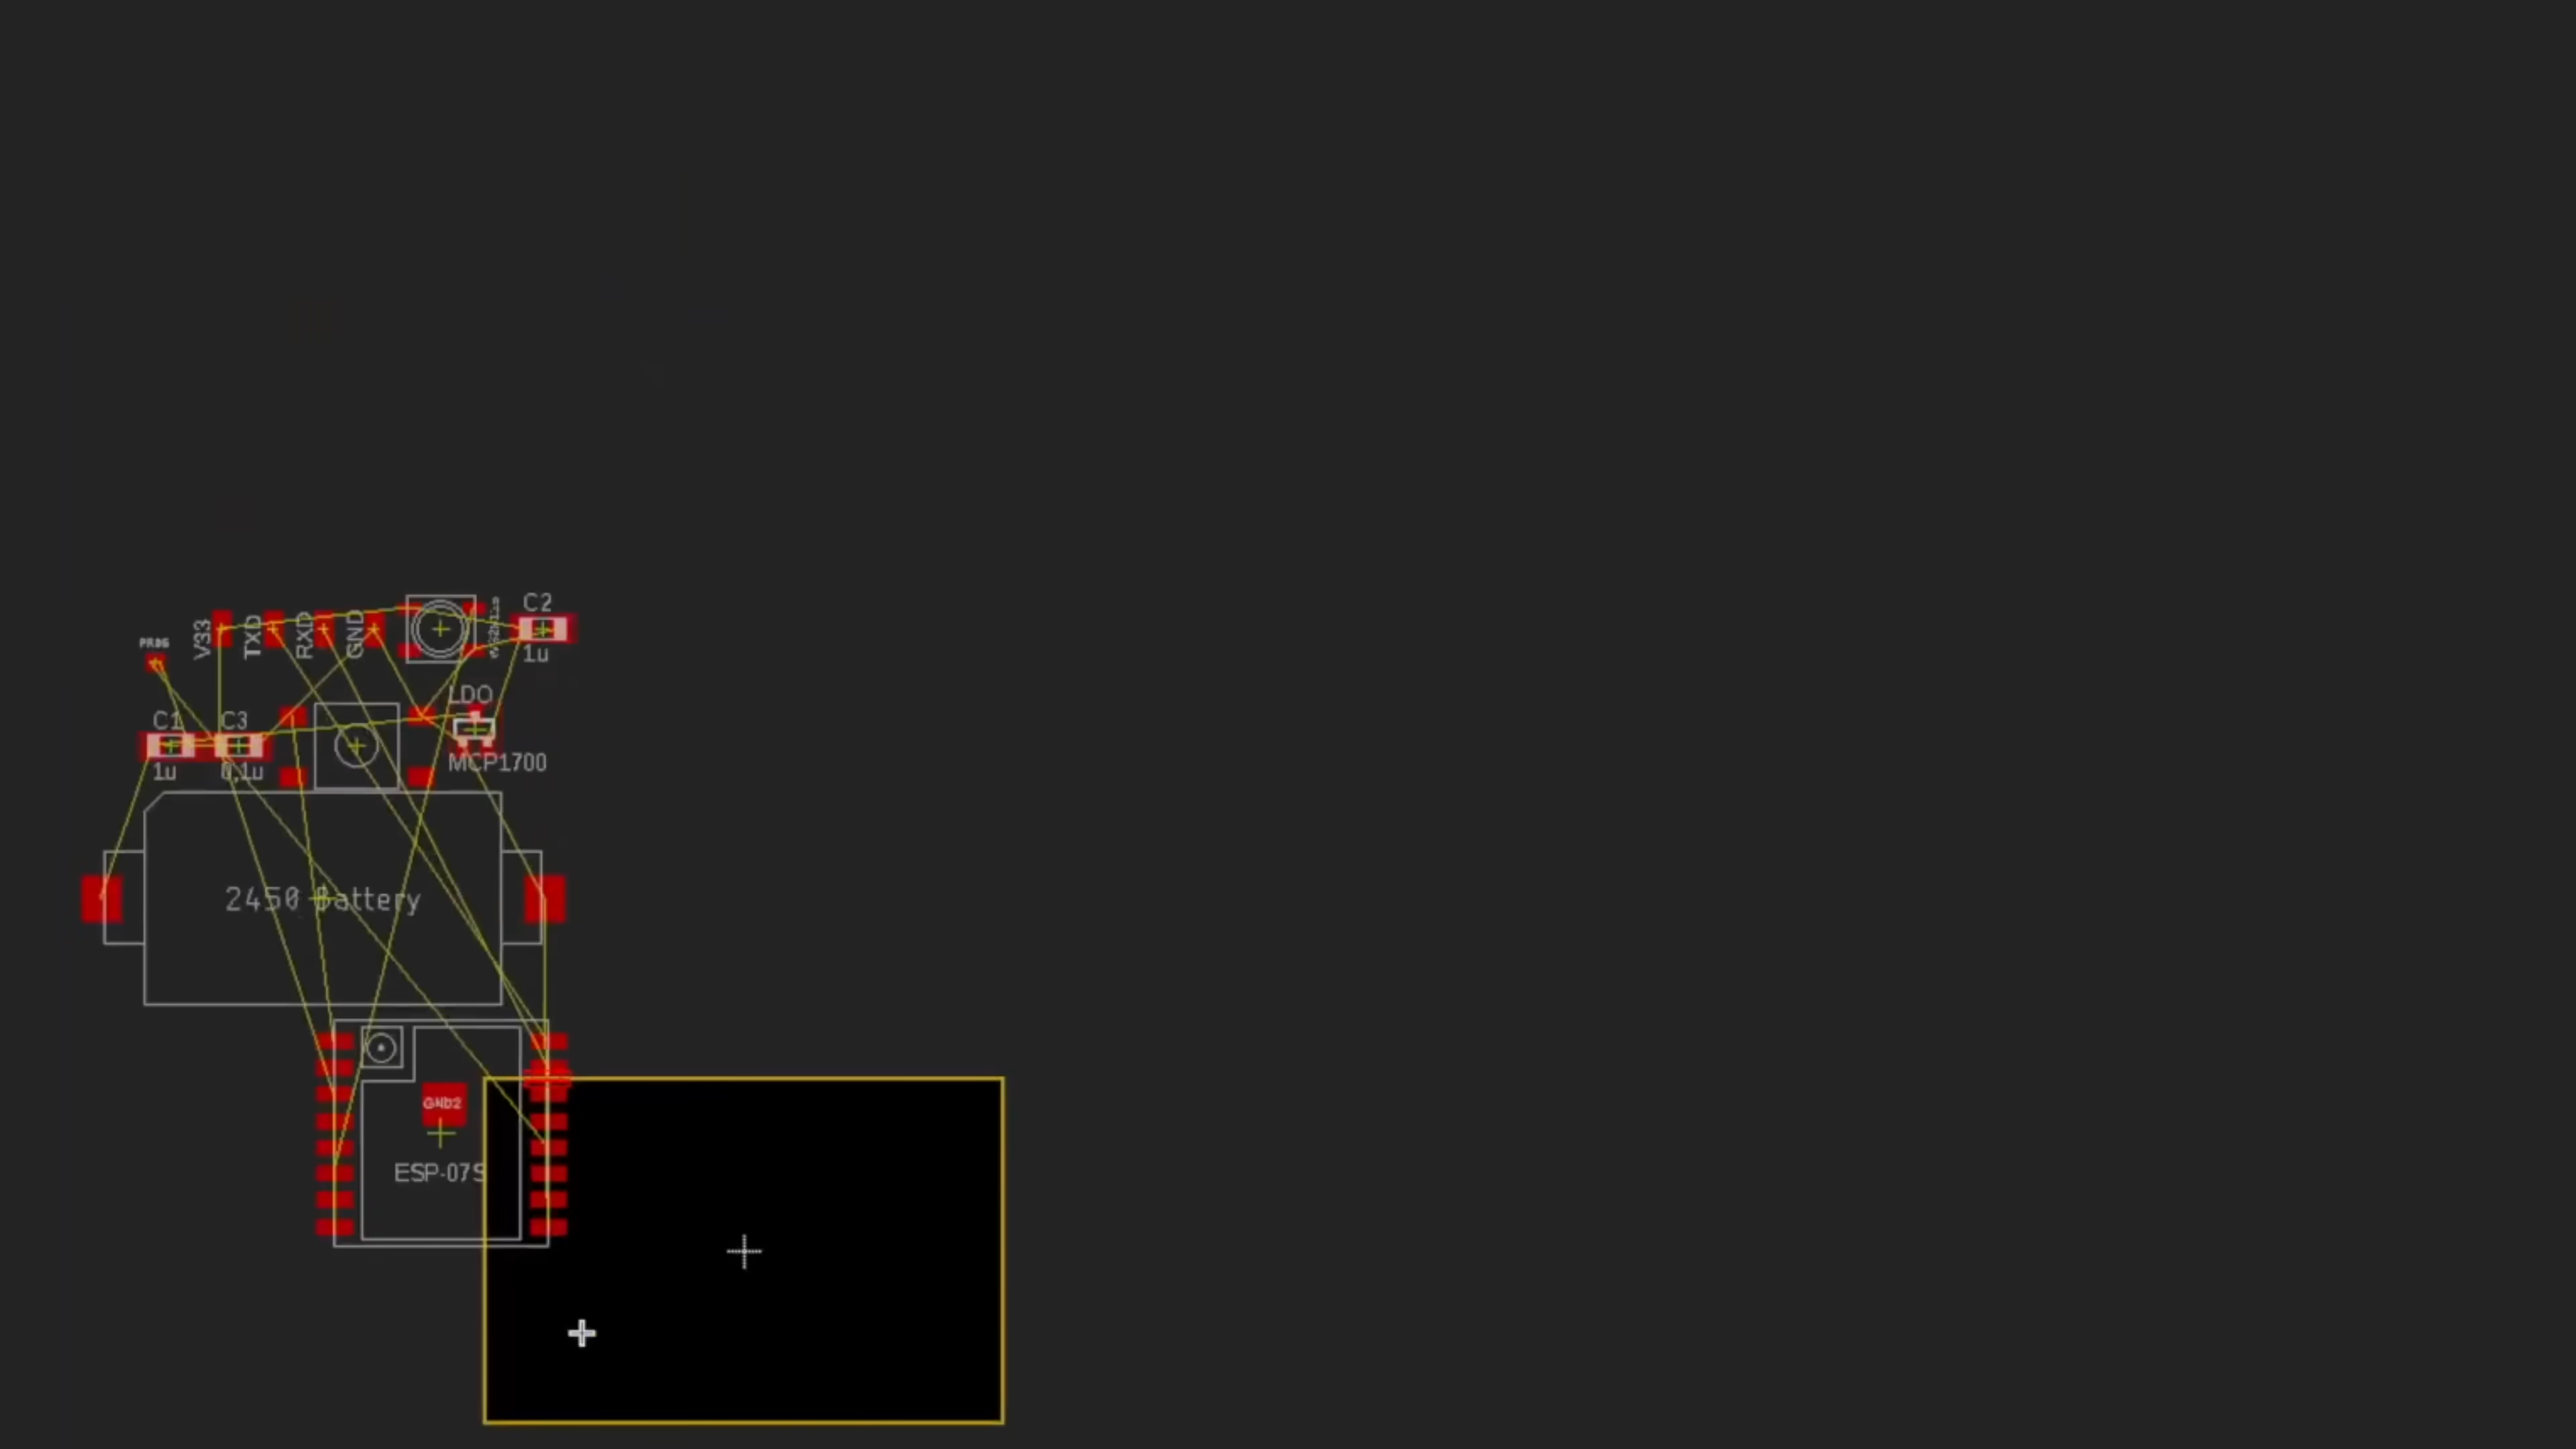 C2
V33
TXD
RXD
GND
PROG
1u
LDO
C1
C3
MCP1700
1u
0,1u
2450 Battery
GND2
ESP-07S